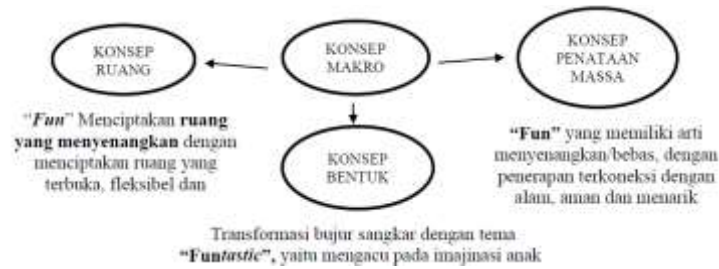 KONSEP
RUANG
KONSEP
MAKRO
KONSEP
PENATAAN
MASSA
"Fun" Menciptakan ruang
yang menyenangkan dengan
menciptakan ruang yang
terbuka, fleksibel dan
KONSEP
BENTUK
"Fun" yang memiliki arti
menyenangkan/bebas, dengan
penerapan terkoneksi dengan
alam, aman dan menarik
Transformasi bujur sangkar dengan tema
"Funtastic", yaitu mengacu pada imajinasi anak